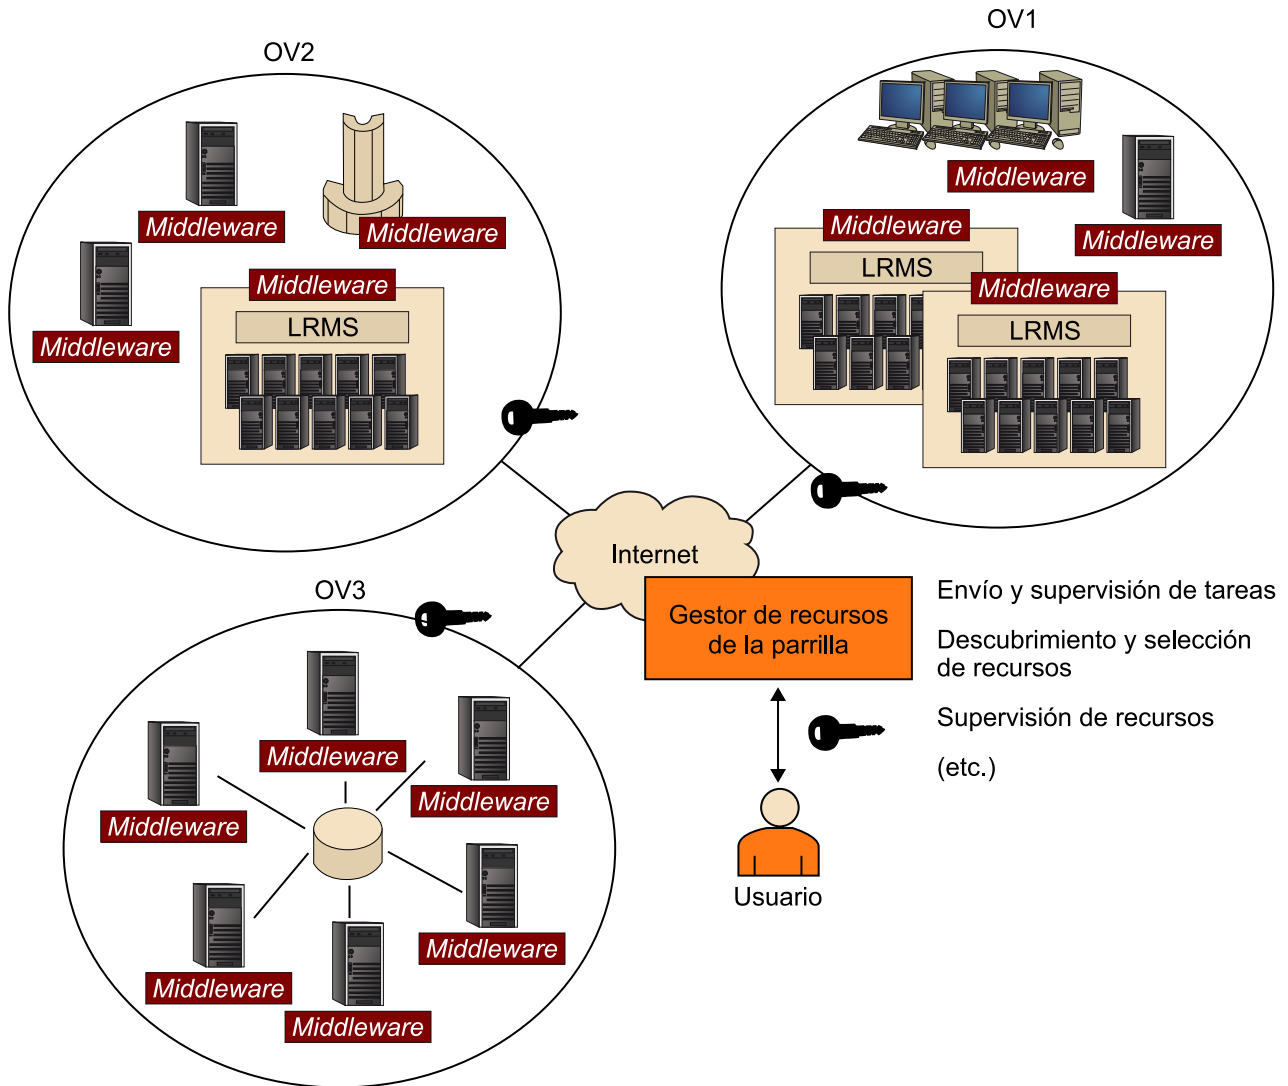 OV2
OV1
Middleware
Middleware
Middleware
Middleware
LRMS
Middleware
Middleware
Middleware
LRMS
Middleware
LRMS
Internet
Gestor de recursos
de la parrilla
Envío y supervisión de tareas
Descubrimiento y selección
de recursos
Supervisión de recursos
(etc.)
Usuario
OV3
Middleware
Middleware
Middleware
Middleware
Middleware
Middleware